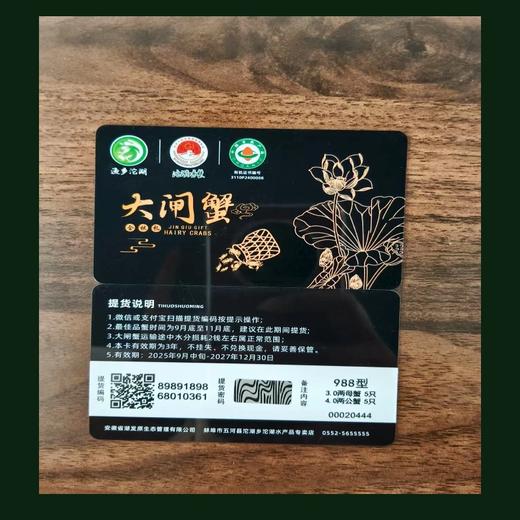 渔乡沱湖
有机证书编号
311OP2400008
大闸蟹
金秋礼
JIN QIU GIFT
HAIRY CRABS
提货说明
TIHUOSHUOMING
1.微信或支付宝扫描提货编码按提示操作;
2.最佳品蟹时为9月底至11月底，建议在此期间提货;
3.大闸蟹运输途中水分损耗2钱左右属正常范围;
4.本卡有效为3年，不挂失、不兑换现金，请妥善保管。
5.有效期：2025年9月中旬-2027年12月30日
提货编码
89891898
68010361
提货密码
备注内容
988型
3.0两母蟹 5只
4.0两公蟹 5只
00020444
安徽省湖发原生态管理有限公司
蚌埠市五河县沱湖乡沱湖水产品专卖店
0552-5655555